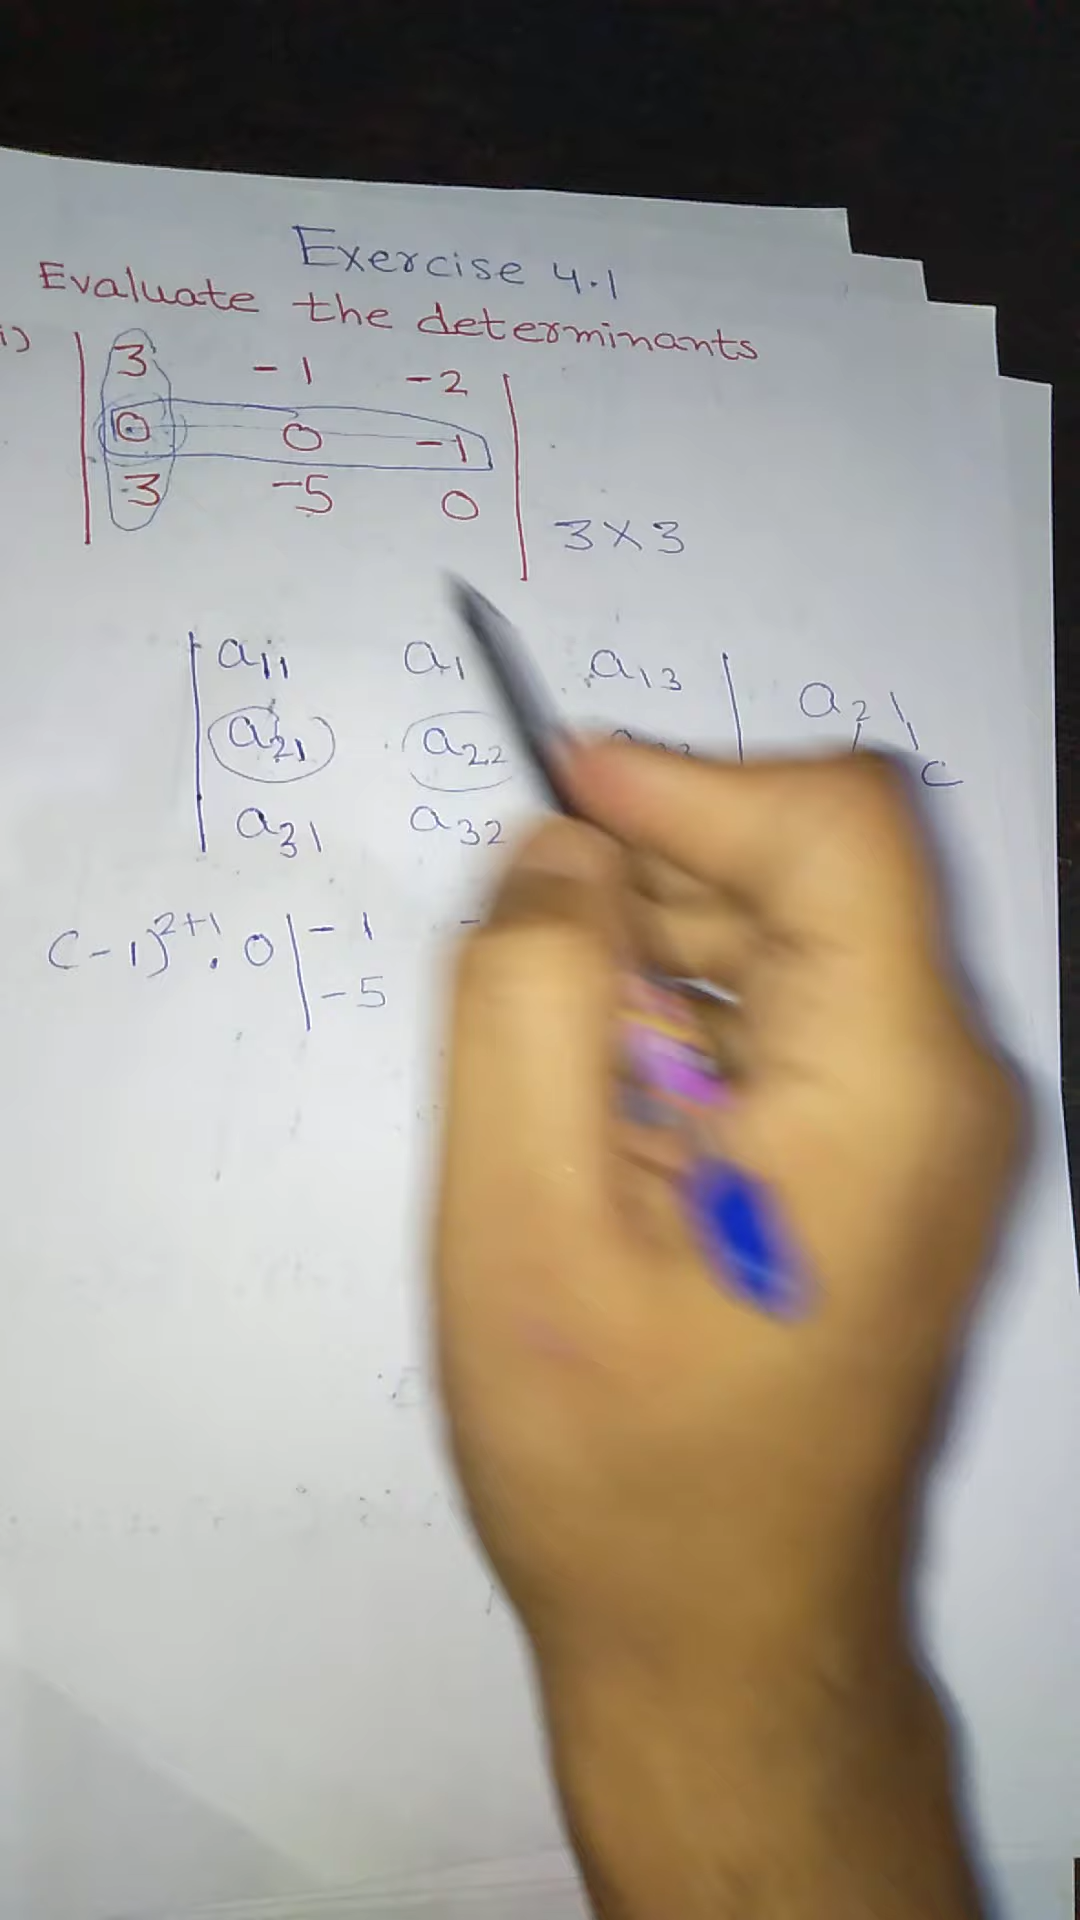 Exercise 4.1
Evaluate the determinants
i) | 3 -1 -2 |
0 0 -1
3 -5 0
3×3
| a11 a1 a13 |
a21 a22
a21
c
a31 a32
(-1)^2+1 . 0 | -1 -
-5